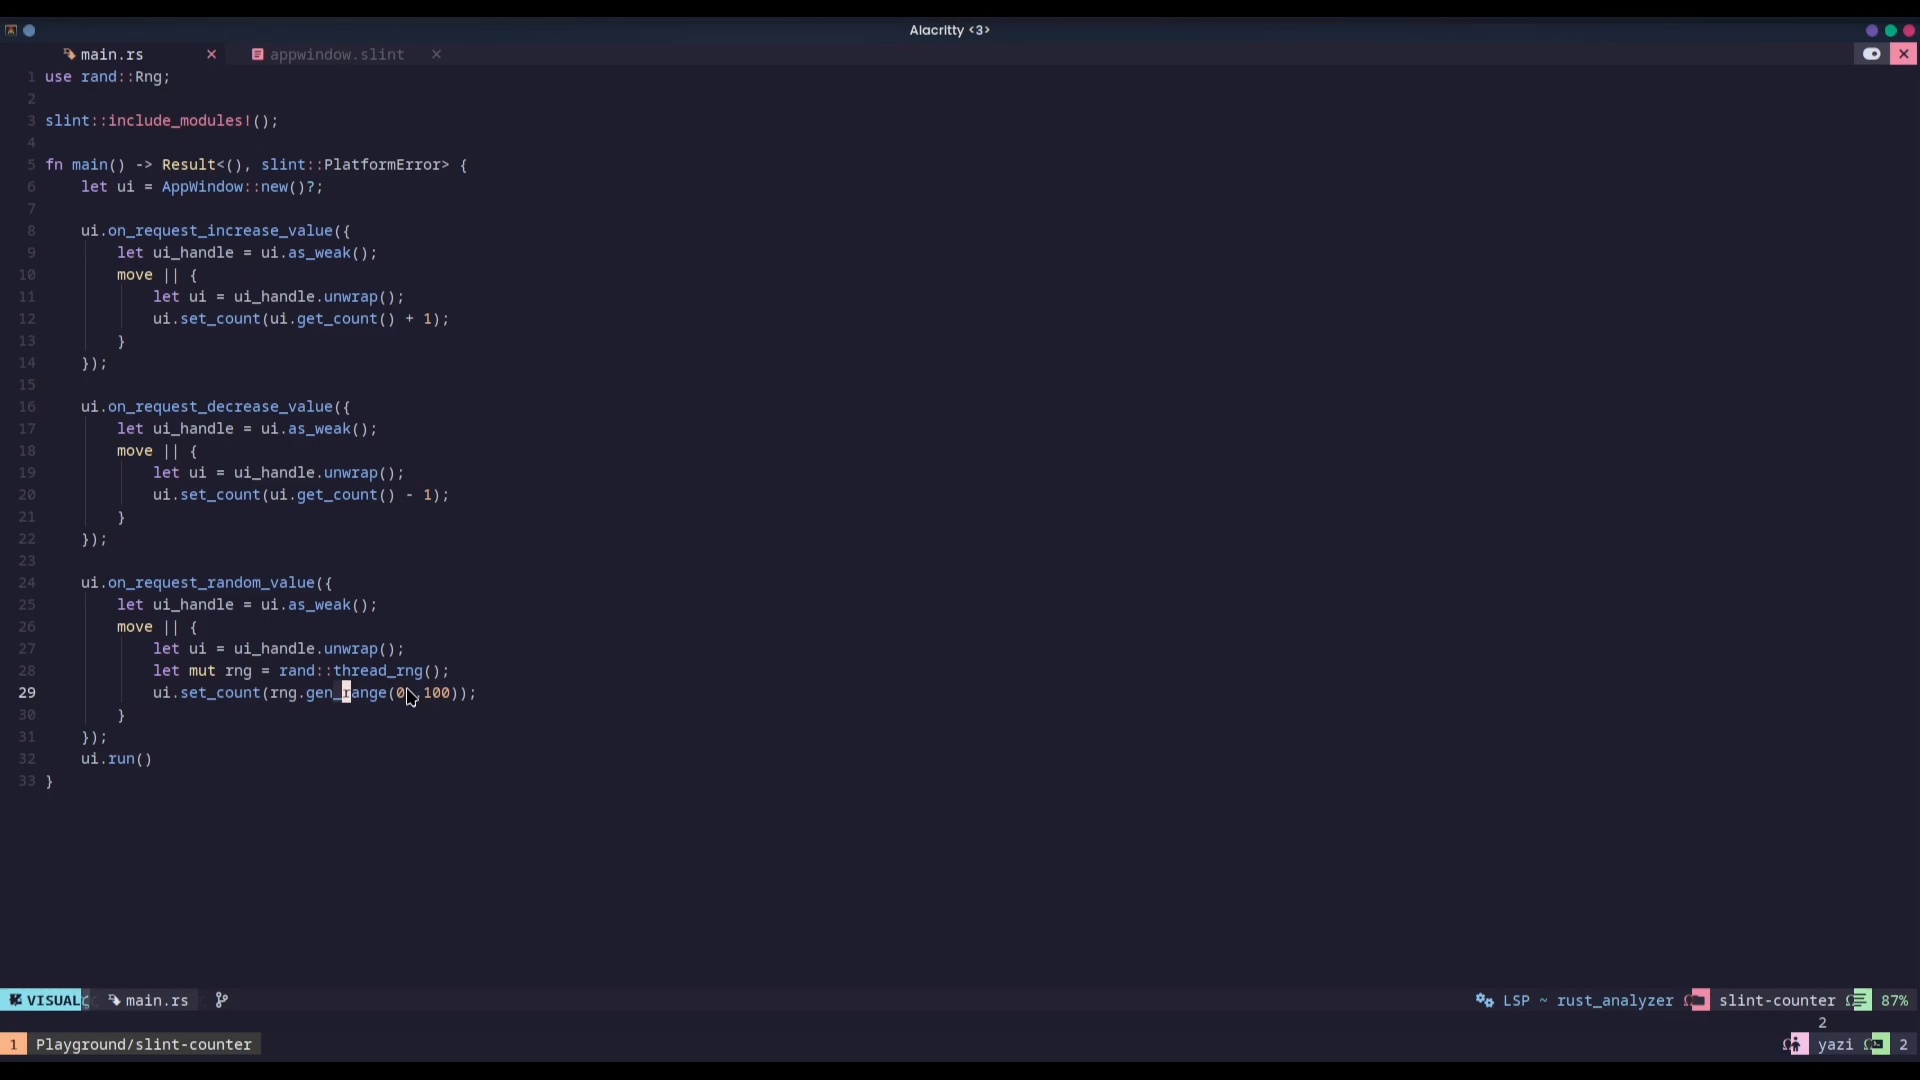 Alacritty <3>
main.rs × appwindow.slint ×
1 use rand::Rng;
2
3 slint::include_modules!();
4
5 fn main() -> Result<(), slint::PlatformError> {
6     let ui = AppWindow::new()?;
7
8     ui.on_request_increase_value({
9         let ui_handle = ui.as_weak();
10         move || {
11             let ui = ui_handle.unwrap();
12             ui.set_count(ui.get_count() + 1);
13         }
14     });
15
16     ui.on_request_decrease_value({
17         let ui_handle = ui.as_weak();
18         move || {
19             let ui = ui_handle.unwrap();
20             ui.set_count(ui.get_count() - 1);
21         }
22     });
23
24     ui.on_request_random_value({
25         let ui_handle = ui.as_weak();
26         move || {
27             let ui = ui_handle.unwrap();
28             let mut rng = rand::thread_rng();
29             ui.set_count(rng.gen_range(0 100));
30         }
31     });
32     ui.run()
33 }
VISUAL main.rs LSP ~ rust_analyzer slint-counter 87%
2
1 Playground/slint-counter yazi 2